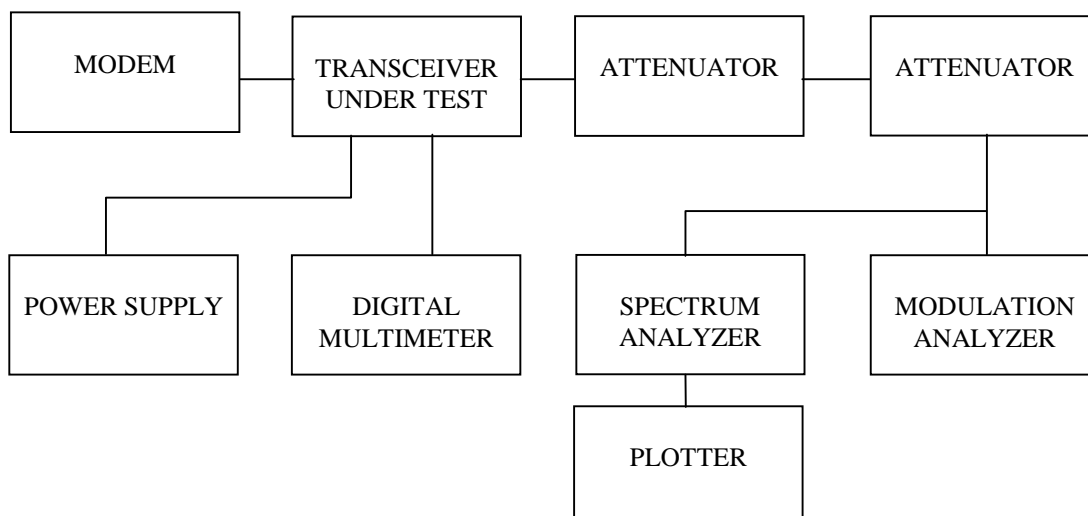 MODEM
TRANSCEIVER
UNDER TEST
ATTENUATOR
ATTENUATOR
POWER SUPPLY
DIGITAL
MULTIMETER
SPECTRUM
ANALYZER
MODULATION
ANALYZER
PLOTTER